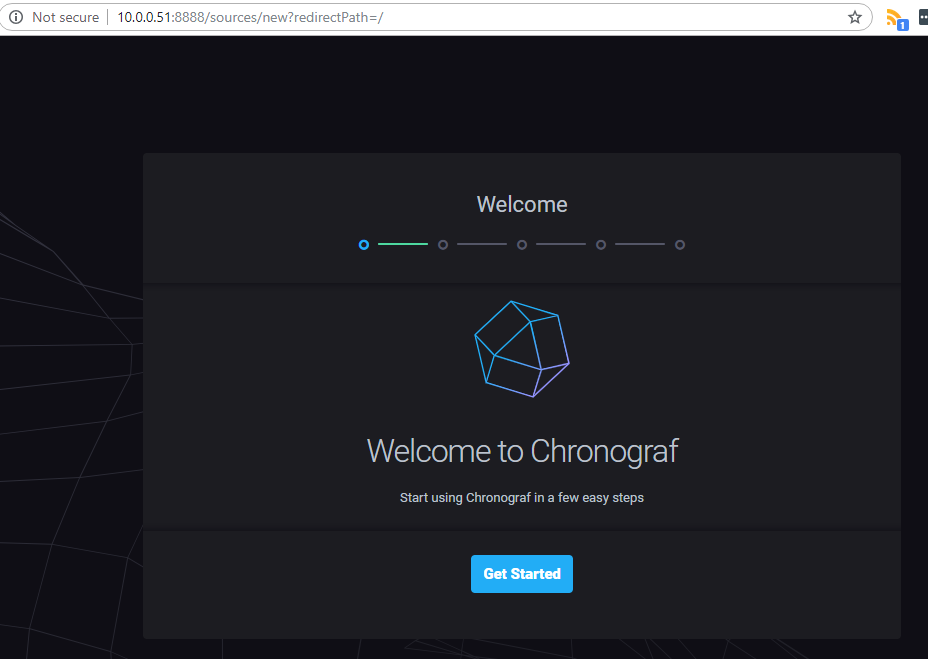 Not secure | 10.0.0.51:8888/sources/new?redirectPath=/
1
Welcome
Welcome to Chronograf
Start using Chronograf in a few easy steps
Get Started